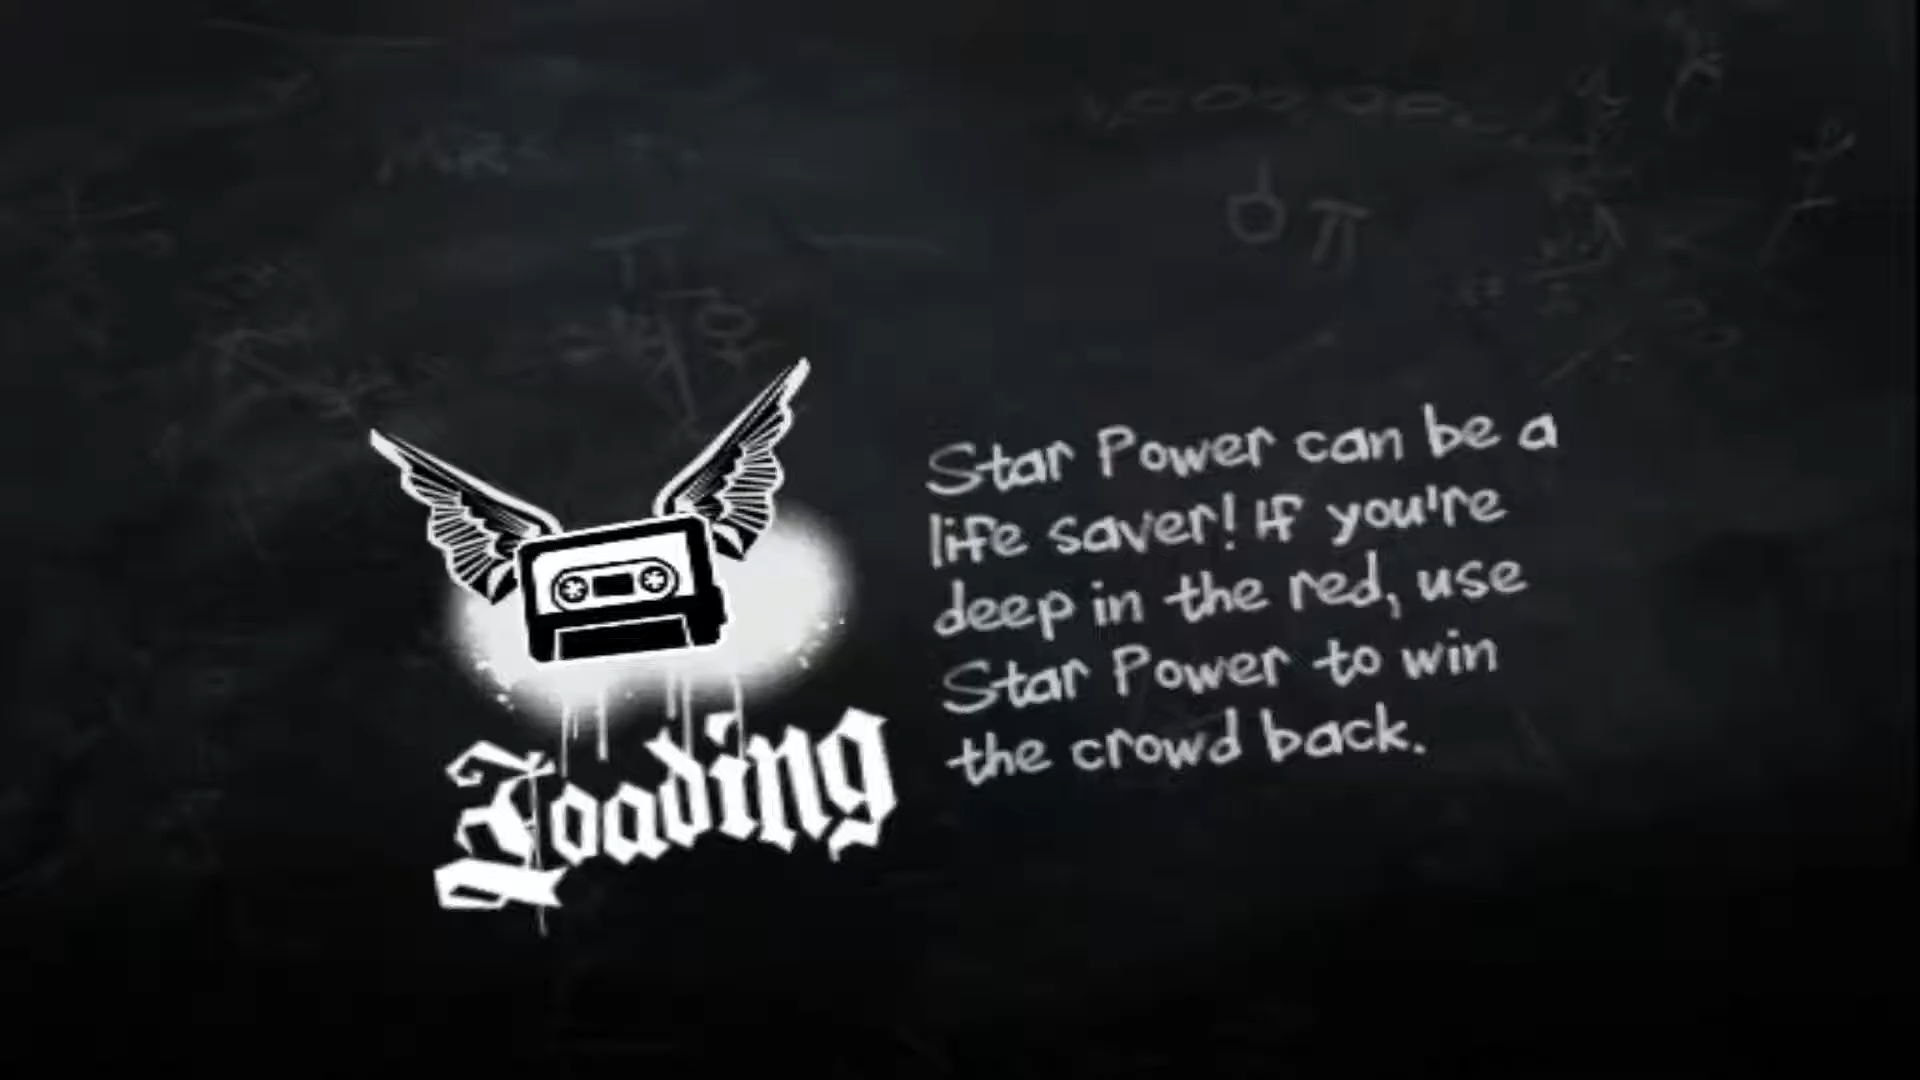 Star Power can be a
life saver! If you're
deep in the red, use
Star Power to win
the crowd back.
Loading